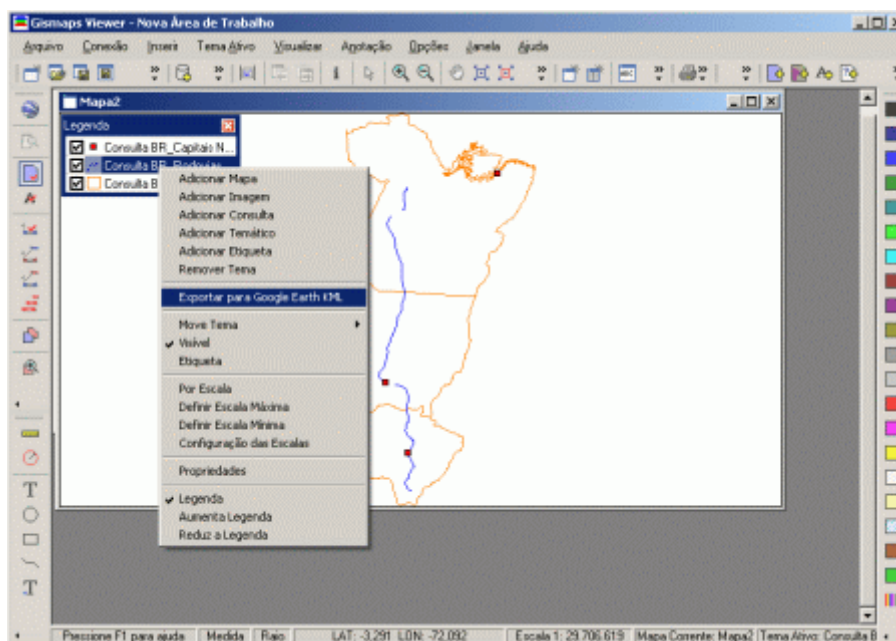 Gismaps Viewer - Nova Área de Trabalho
Arquivo Conexão Inserir Tema Ativo Visualizar Anotação Opções Janela Ajuda
Mapa2
Legenda
Consulta BR_Capitais N...
Consulta BR_Rodovias
Consulta B
Adicionar Mapa
Adicionar Imagem
Adicionar Consulta
Adicionar Temático
Adicionar Etiqueta
Remover Tema
Exportar para Google Earth KML
Move Tema
Visível
Etiqueta
Por Escala
Definir Escala Máxima
Definir Escala Mínima
Configuração das Escalas
Propriedades
Legenda
Aumenta Legenda
Reduz a Legenda
Pressione F1 para ajuda Medida Raio LAT: -3.291 LON: -72.092 Escala 1: 29.706.619 Mapa Corrente: Mapa2 Tema Ativo: Consulta B